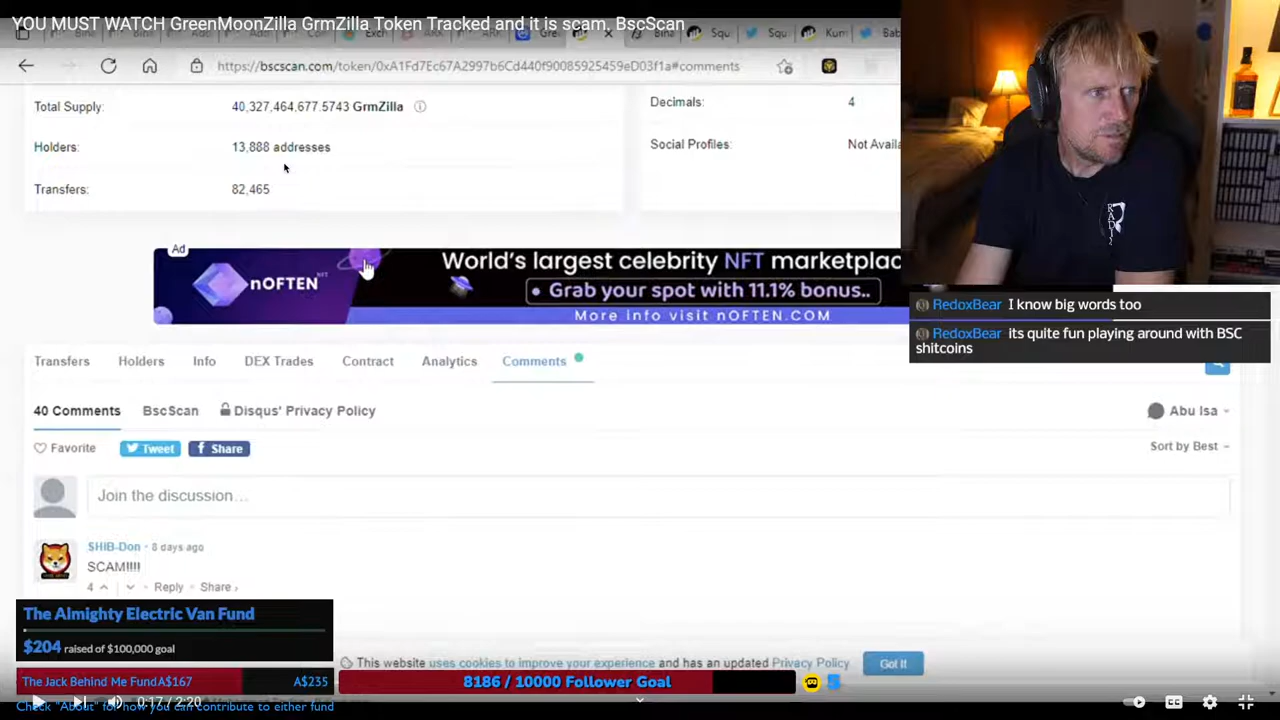 YOU MUST WATCH GreenMoonZilla GrmZilla Token Tracked and it is scam, BscScan
https://bscscan.com/token/0xA1Fd7Ec67A2997b6Cd440f90085925459eD03f1a#comments
Total Supply: 40,327,464,677.5743 GrmZilla
Decimals: 4
Holders: 13,888 addresses
Social Profiles: Not Availa
Transfers: 82,465
Ad
nOFTEN NFT
World's largest celebrity NFT marketplac
• Grab your spot with 11.1% bonus..
More info visit nOFTEN.COM
RedoxBear I know big words too
RedoxBear its quite fun playing around with BSC
shitcoins
Transfers Holders Info DEX Trades Contract Analytics Comments
40 Comments BscScan Disqus' Privacy Policy Abu Isa
Favorite Tweet Share Sort by Best
Join the discussion…
SHIB-Don • 8 days ago
SCAM!!!!
4 Reply • Share ›
The Almighty Electric Van Fund
$204 raised of $100,000 goal
This website uses cookies to improve your experience and has an updated Privacy Policy Got It
The Jack Behind Me Fund A$167 A$235
8186 / 10000 Follower Goal 5
0:17 / 2:20
Check "About" for how you can contribute to either fund